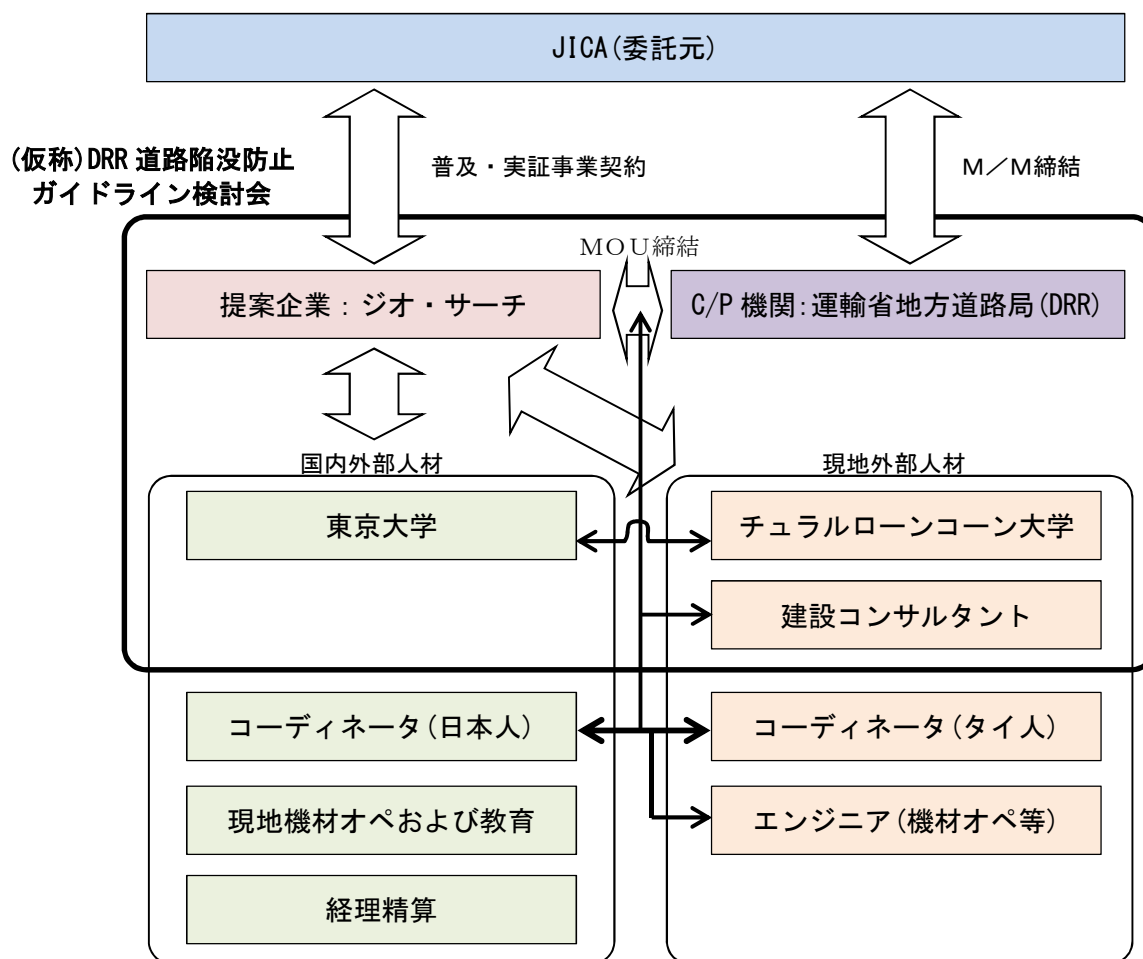 JICA(委託元)
(仮称)DRR 道路陥没防止
ガイドライン検討会
普及・実証事業契約
M/M締結
MOU締結
提案企業：ジオ・サーチ
C/P 機関:運輸省地方道路局(DRR)
国内外部人材
現地外部人材
東京大学
チュラルローンコーン大学
建設コンサルタント
コーディネータ(日本人)
コーディネータ(タイ人)
現地機材オペおよび教育
エンジニア(機材オペ等)
経理精算